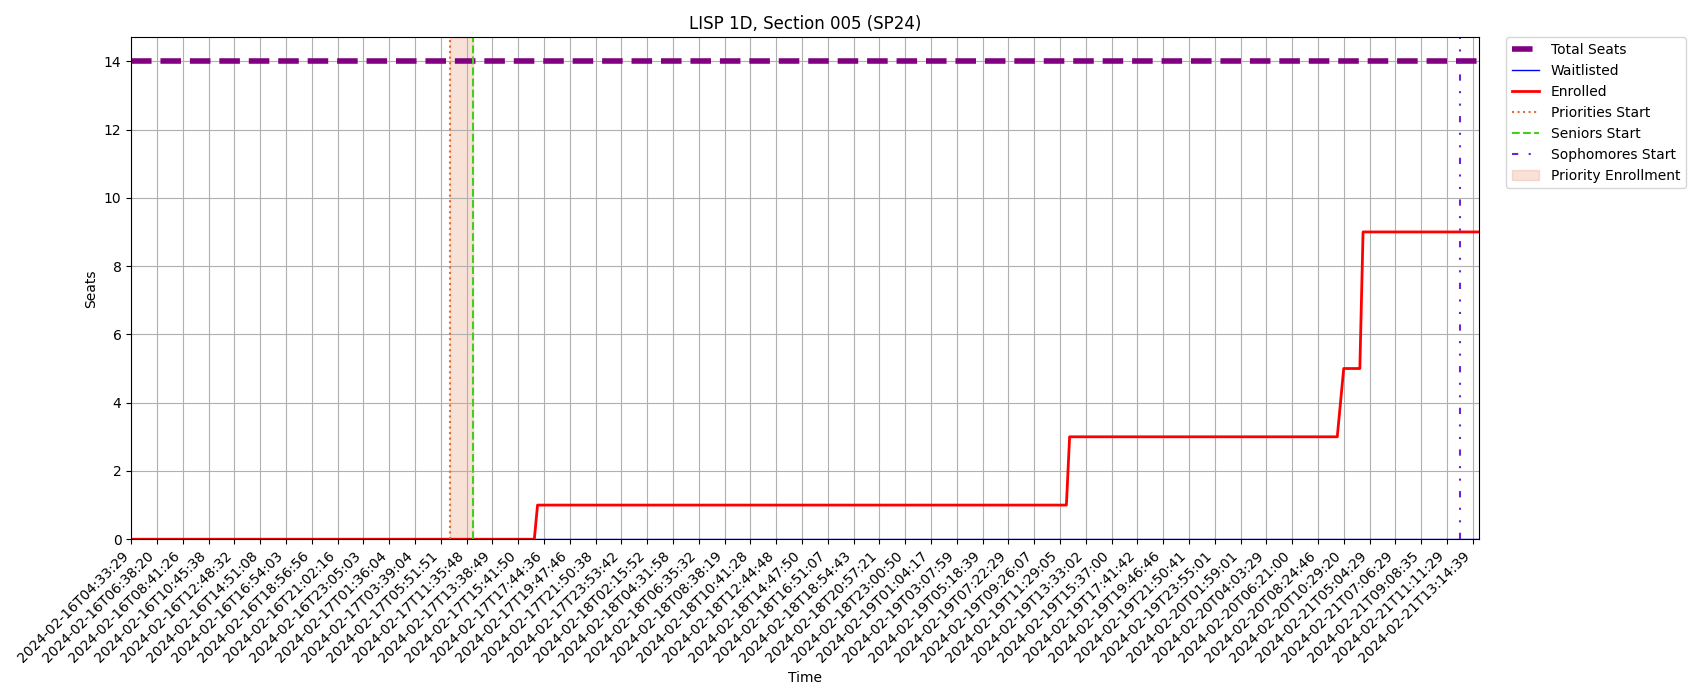 LISP 1D, Section 005 (SP24)
Total Seats
Waitlisted
Enrolled
Priorities Start
Seniors Start
Sophomores Start
Priority Enrollment
Seats
14
12
10
8
6
4
2
0
2024-02-16T04:33:29
2024-02-16T06:38:20
2024-02-16T08:41:26
2024-02-16T10:45:38
2024-02-16T12:48:32
2024-02-16T14:51:08
2024-02-16T16:54:03
2024-02-16T18:56:56
2024-02-16T21:02:16
2024-02-16T23:05:03
2024-02-17T01:36:04
2024-02-17T03:39:04
2024-02-17T05:51:51
2024-02-17T11:35:48
2024-02-17T13:38:49
2024-02-17T15:41:50
2024-02-17T17:44:36
2024-02-17T19:47:46
2024-02-17T21:50:38
2024-02-17T23:53:42
2024-02-18T02:15:52
2024-02-18T04:31:58
2024-02-18T06:35:32
2024-02-18T08:38:19
2024-02-18T10:41:28
2024-02-18T12:44:48
2024-02-18T14:47:50
2024-02-18T16:51:07
2024-02-18T18:54:43
2024-02-18T20:57:21
2024-02-18T23:00:50
2024-02-19T01:04:17
2024-02-19T03:07:59
2024-02-19T05:18:39
2024-02-19T07:22:29
2024-02-19T09:26:07
2024-02-19T11:29:05
2024-02-19T13:33:02
2024-02-19T15:37:00
2024-02-19T17:41:42
2024-02-19T19:46:46
2024-02-19T21:50:41
2024-02-19T23:55:01
2024-02-20T01:59:01
2024-02-20T04:03:29
2024-02-20T06:21:00
2024-02-20T08:24:46
2024-02-20T10:29:20
2024-02-21T05:04:29
2024-02-21T07:06:29
2024-02-21T09:08:35
2024-02-21T11:11:29
2024-02-21T13:14:39
Time